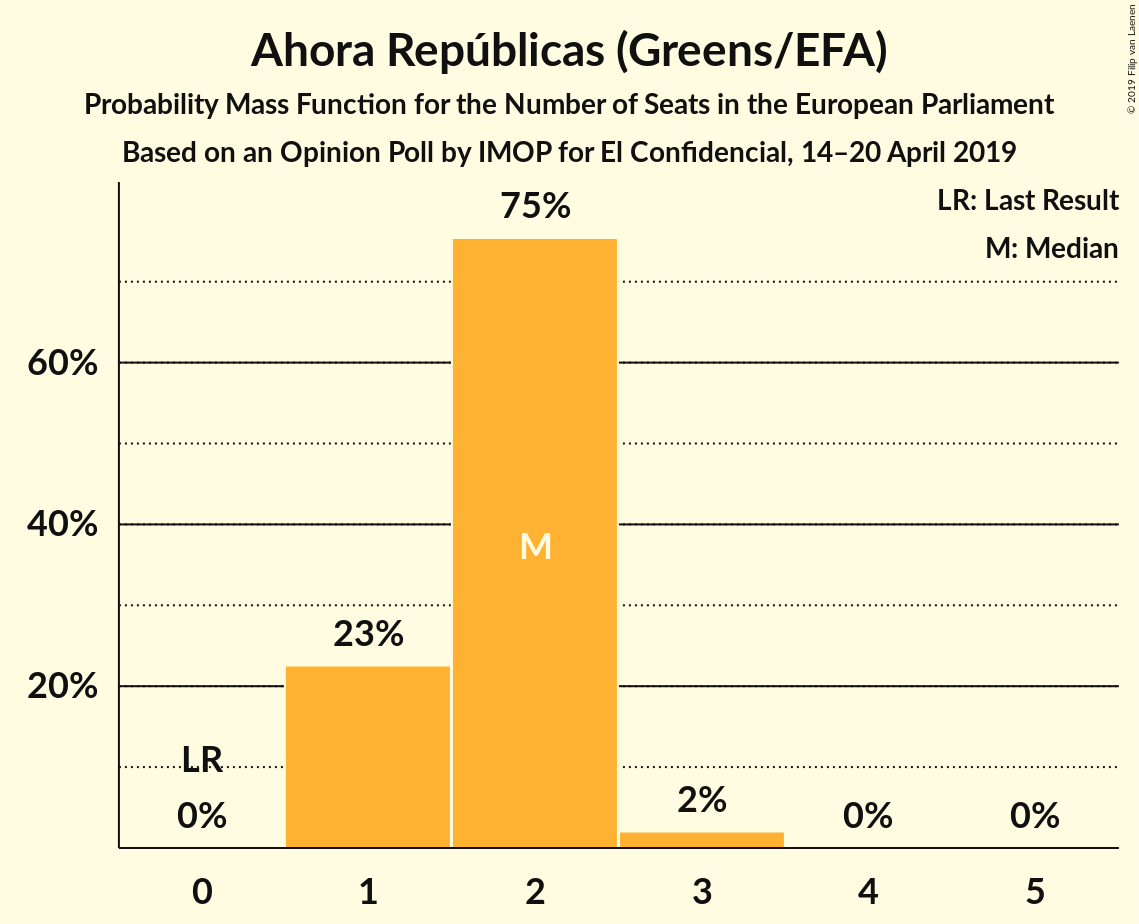 Ahora Repúblicas (Greens/EFA)
Probability Mass Function for the Number of Seats in the European Parliament
Based on an Opinion Poll by IMOP for El Confidencial, 14–20 April 2019
© 2019 Filip van Laenen
LR: Last Result
M: Median
75%
60%
40%
M
23%
20%
LR
2%
0%
0%
0%
0 1 2 3 4 5